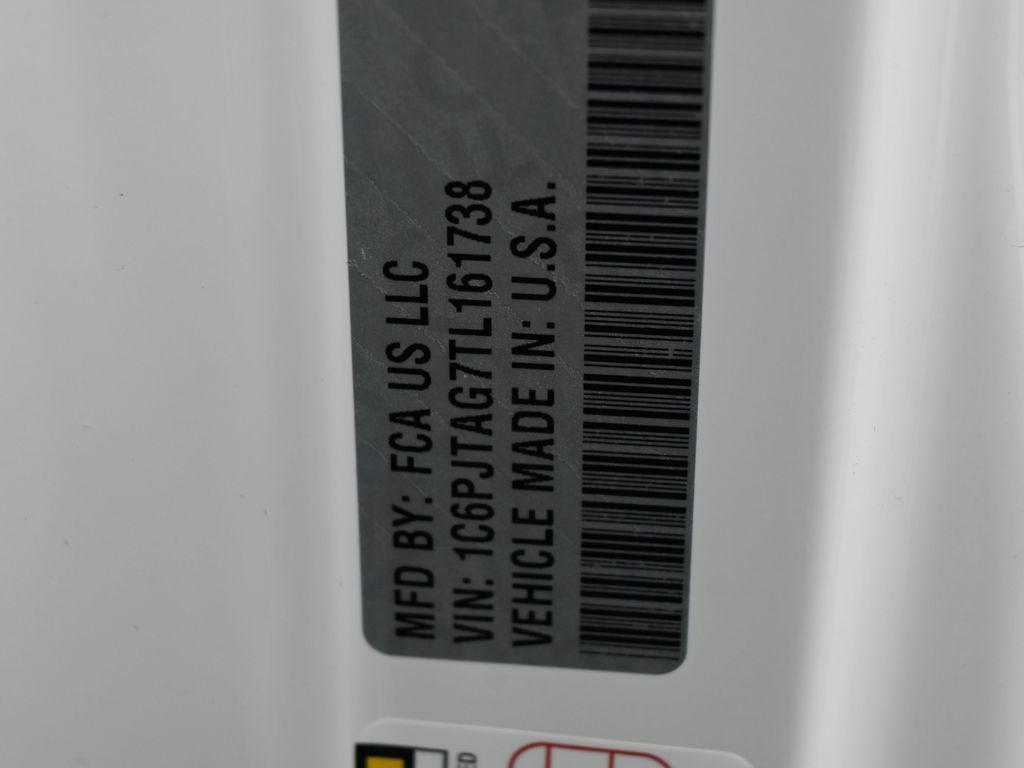 MFD BY: FCA US LLC
VIN: 1C6PJTAG7TL161738
VEHICLE MADE IN: U.S.A.